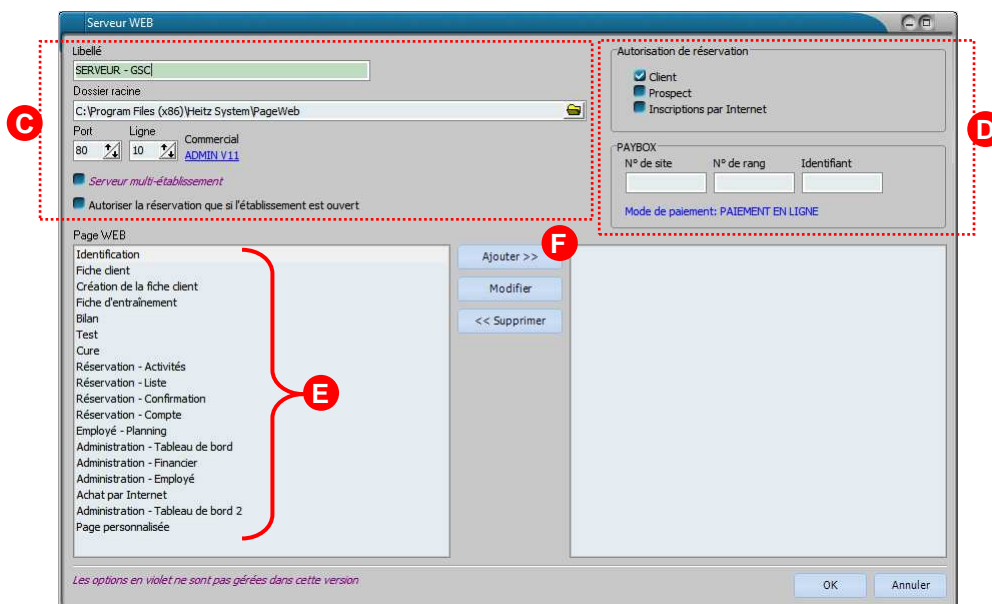 Serveur WEB
Libellé
SERVEUR - GSC
Dossier racine
C:\Program Files (x86)\Heitz System\PageWeb
Port Ligne Commercial
80 10 ADMIN V11
Serveur multi-établissement
Autoriser la réservation que si l'établissement est ouvert
C
Autorisation de réservation
Client
Prospect
Inscriptions par Internet
PAYBOX
N° de site N° de rang Identifiant
Mode de paiement: PAIEMENT EN LIGNE
D
Page WEB
Identification
Fiche client
Création de la fiche client
Fiche d'entraînement
Bilan
Test
Cure
Réservation - Activités
Réservation - Liste
Réservation - Confirmation
Réservation - Compte
Employé - Planning
Administration - Tableau de bord
Administration - Financier
Administration - Employé
Achat par Internet
Administration - Tableau de bord 2
Page personnalisée
E
Ajouter >>
F
Modifier
<< Supprimer
Les options en violet ne sont pas gérées dans cette version
OK Annuler